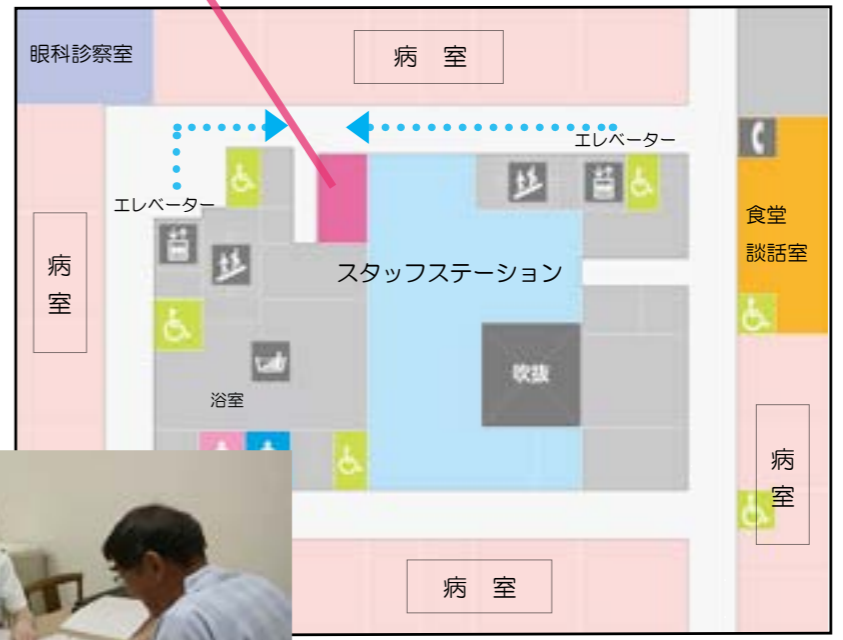 眼科診察室
病 室
エレベーター
エレベーター
食堂
談話室
病
室
スタッフステーション
吹抜
浴室
病
室
病 室